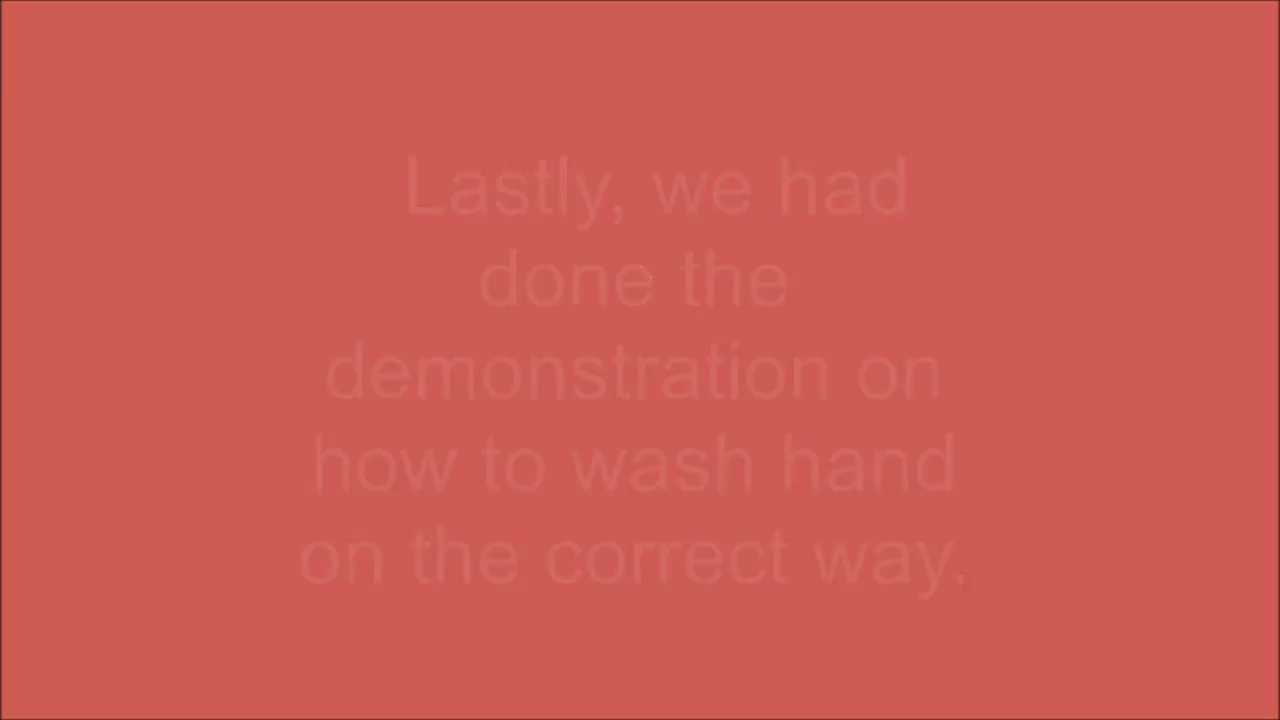 Lastly, we had
done the
demonstration on
how to wash hand
on the correct way.